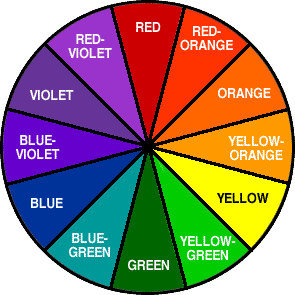 RED
RED-
ORANGE
ORANGE
YELLOW-
ORANGE
YELLOW
YELLOW-
GREEN
GREEN
BLUE-
GREEN
BLUE
BLUE-
VIOLET
VIOLET
RED-
VIOLET